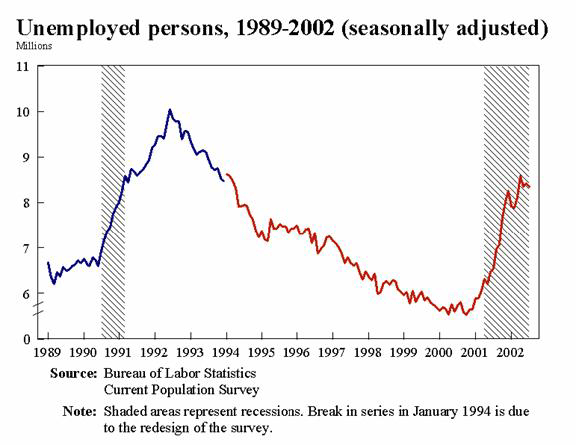 Unemployed persons, 1989-2002 (seasonally adjusted)
Millions
11
10
9
8
7
6
0
1989 1990 1991 1992 1993 1994 1995 1996 1997 1998 1999 2000 2001 2002
Source: Bureau of Labor Statistics
Current Population Survey
Note: Shaded areas represent recessions. Break in series in January 1994 is due
to the redesign of the survey.